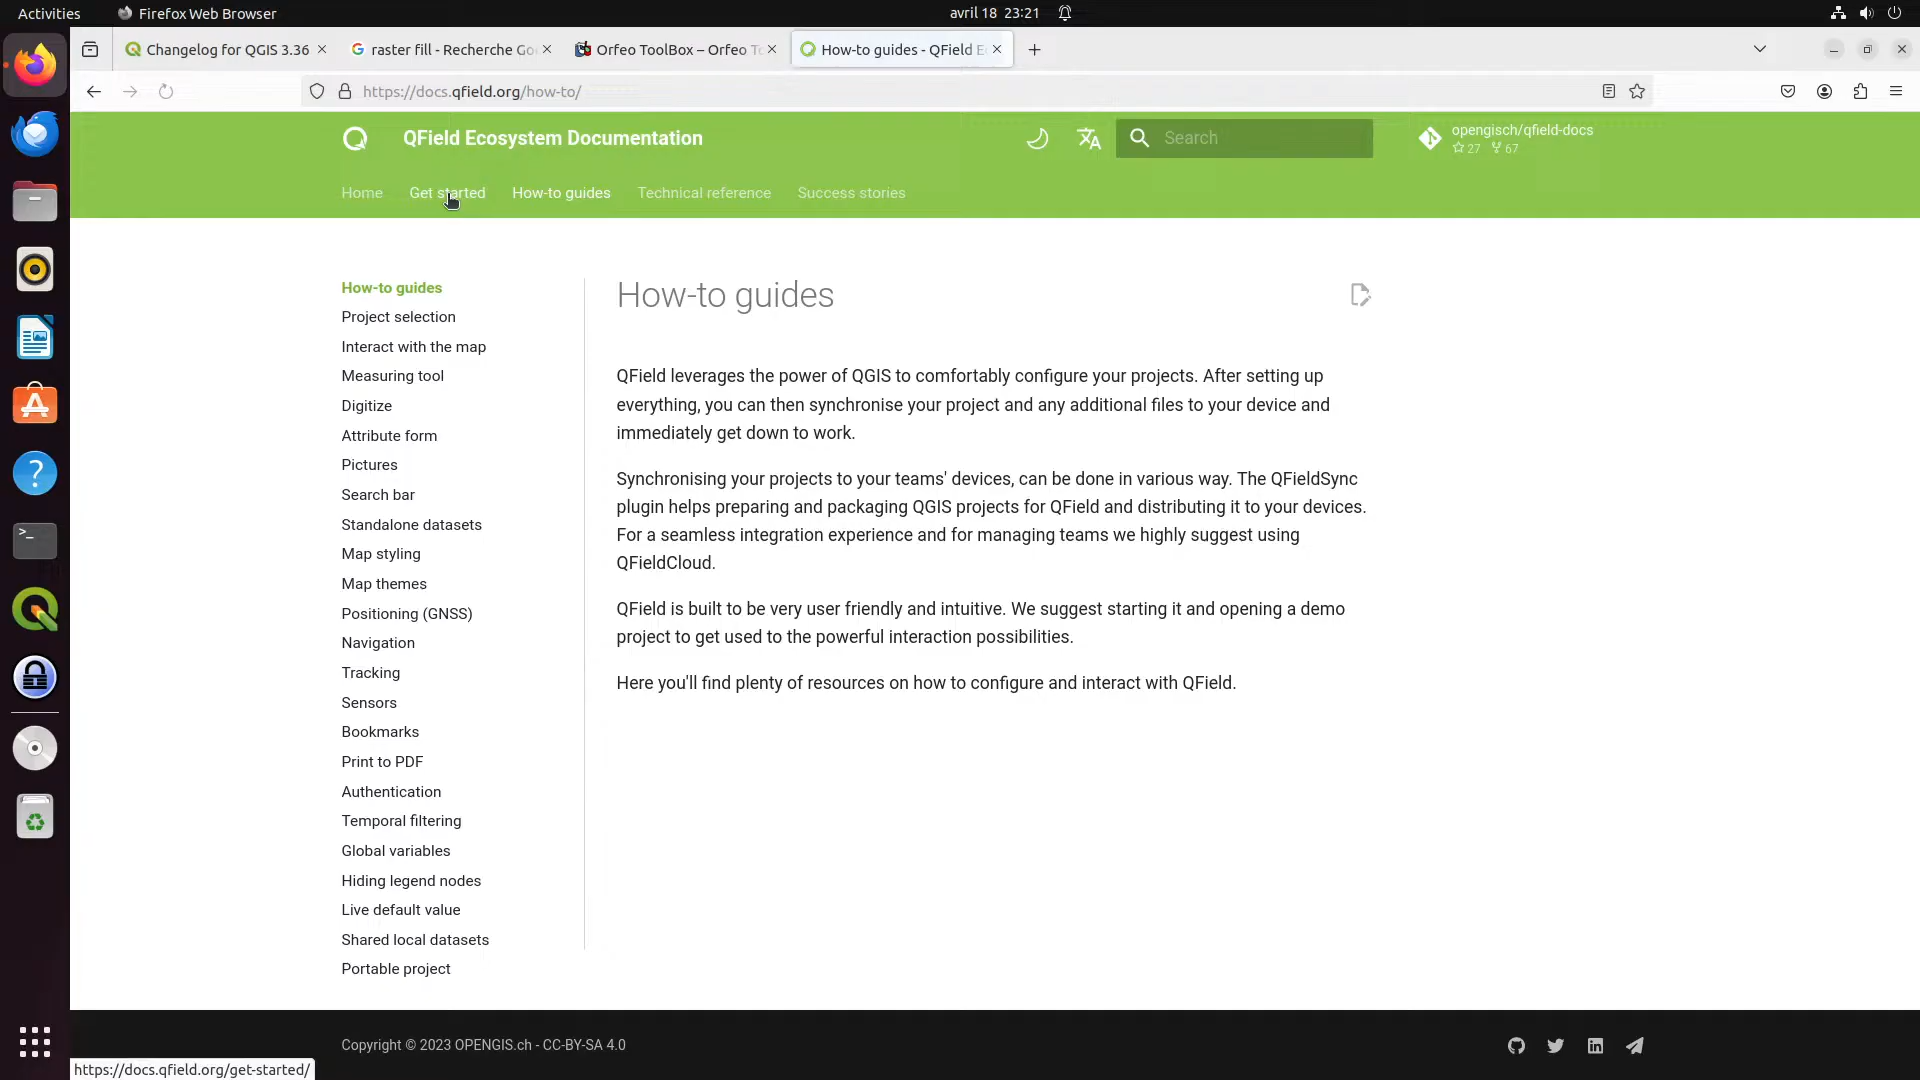 Activities
Firefox Web Browser
avril 18 23:21
Changelog for QGIS 3.36
raster fill - Recherche Go
Orfeo ToolBox – Orfeo To
How-to guides - QField E
https://docs.qfield.org/how-to/
QField Ecosystem Documentation
Search
opengisch/qfield-docs
27 67
Home
Get started
How-to guides
Technical reference
Success stories
How-to guides
Project selection
Interact with the map
Measuring tool
Digitize
Attribute form
Pictures
Search bar
Standalone datasets
Map styling
Map themes
Positioning (GNSS)
Navigation
Tracking
Sensors
Bookmarks
Print to PDF
Authentication
Temporal filtering
Global variables
Hiding legend nodes
Live default value
Shared local datasets
Portable project
How-to guides
QField leverages the power of QGIS to comfortably configure your projects. After setting up
everything, you can then synchronise your project and any additional files to your device and
immediately get down to work.
Synchronising your projects to your teams' devices, can be done in various way. The QFieldSync
plugin helps preparing and packaging QGIS projects for QField and distributing it to your devices.
For a seamless integration experience and for managing teams we highly suggest using
QFieldCloud.
QField is built to be very user friendly and intuitive. We suggest starting it and opening a demo
project to get used to the powerful interaction possibilities.
Here you'll find plenty of resources on how to configure and interact with QField.
Copyright © 2023 OPENGIS.ch - CC-BY-SA 4.0
https://docs.qfield.org/get-started/